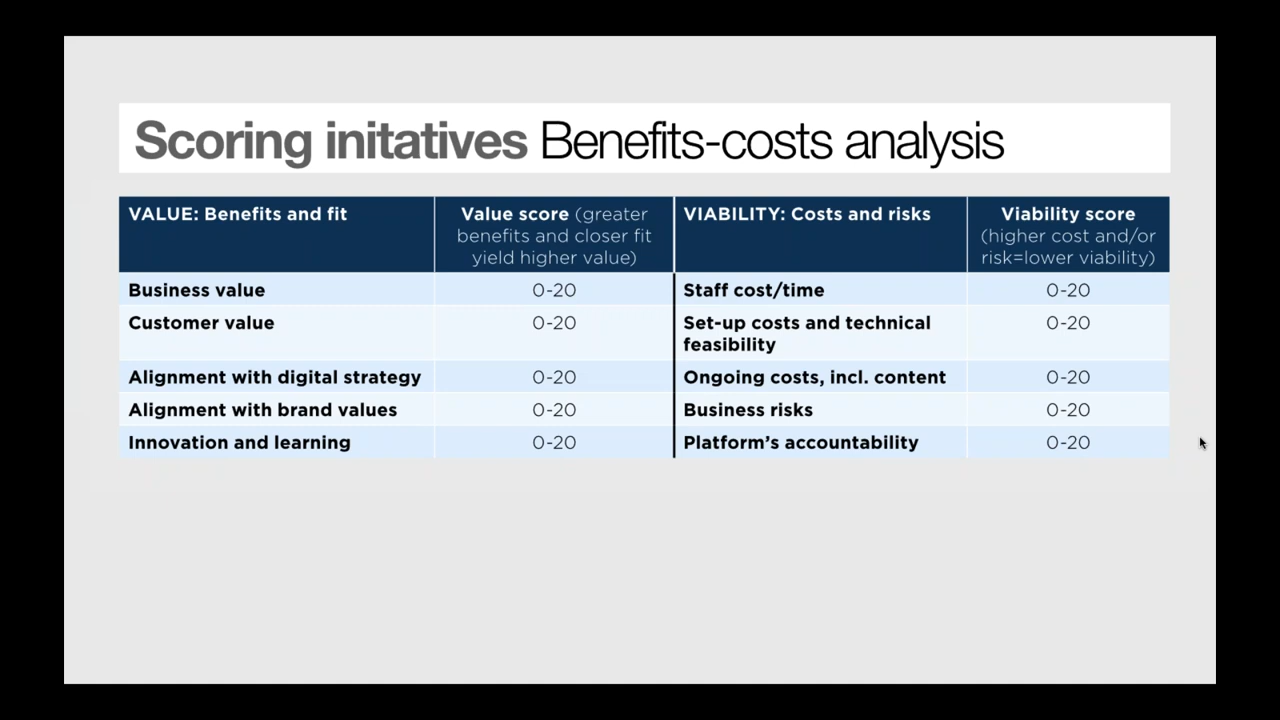 Scoring initatives Benefits-costs analysis
VALUE: Benefits and fit
Value score (greater
benefits and closer fit
yield higher value)
VIABILITY: Costs and risks
Viability score
(higher cost and/or
risk=lower viability)
Business value
0-20
Staff cost/time
0-20
Customer value
0-20
Set-up costs and technical
feasibility
0-20
Alignment with digital strategy
0-20
Ongoing costs, incl. content
0-20
Alignment with brand values
0-20
Business risks
0-20
Innovation and learning
0-20
Platform's accountability
0-20